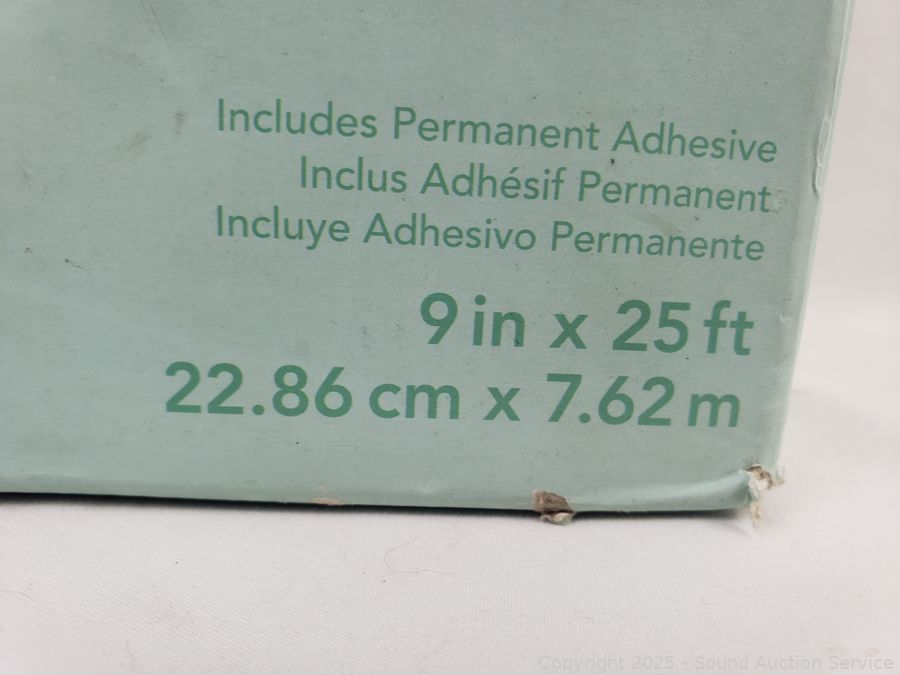 Includes Permanent Adhesive
Inclus Adhésif Permanent
Incluye Adhesivo Permanente
9 in x 25 ft
22.86 cm x 7.62 m
Copyright 2025 - Sound Auction Service